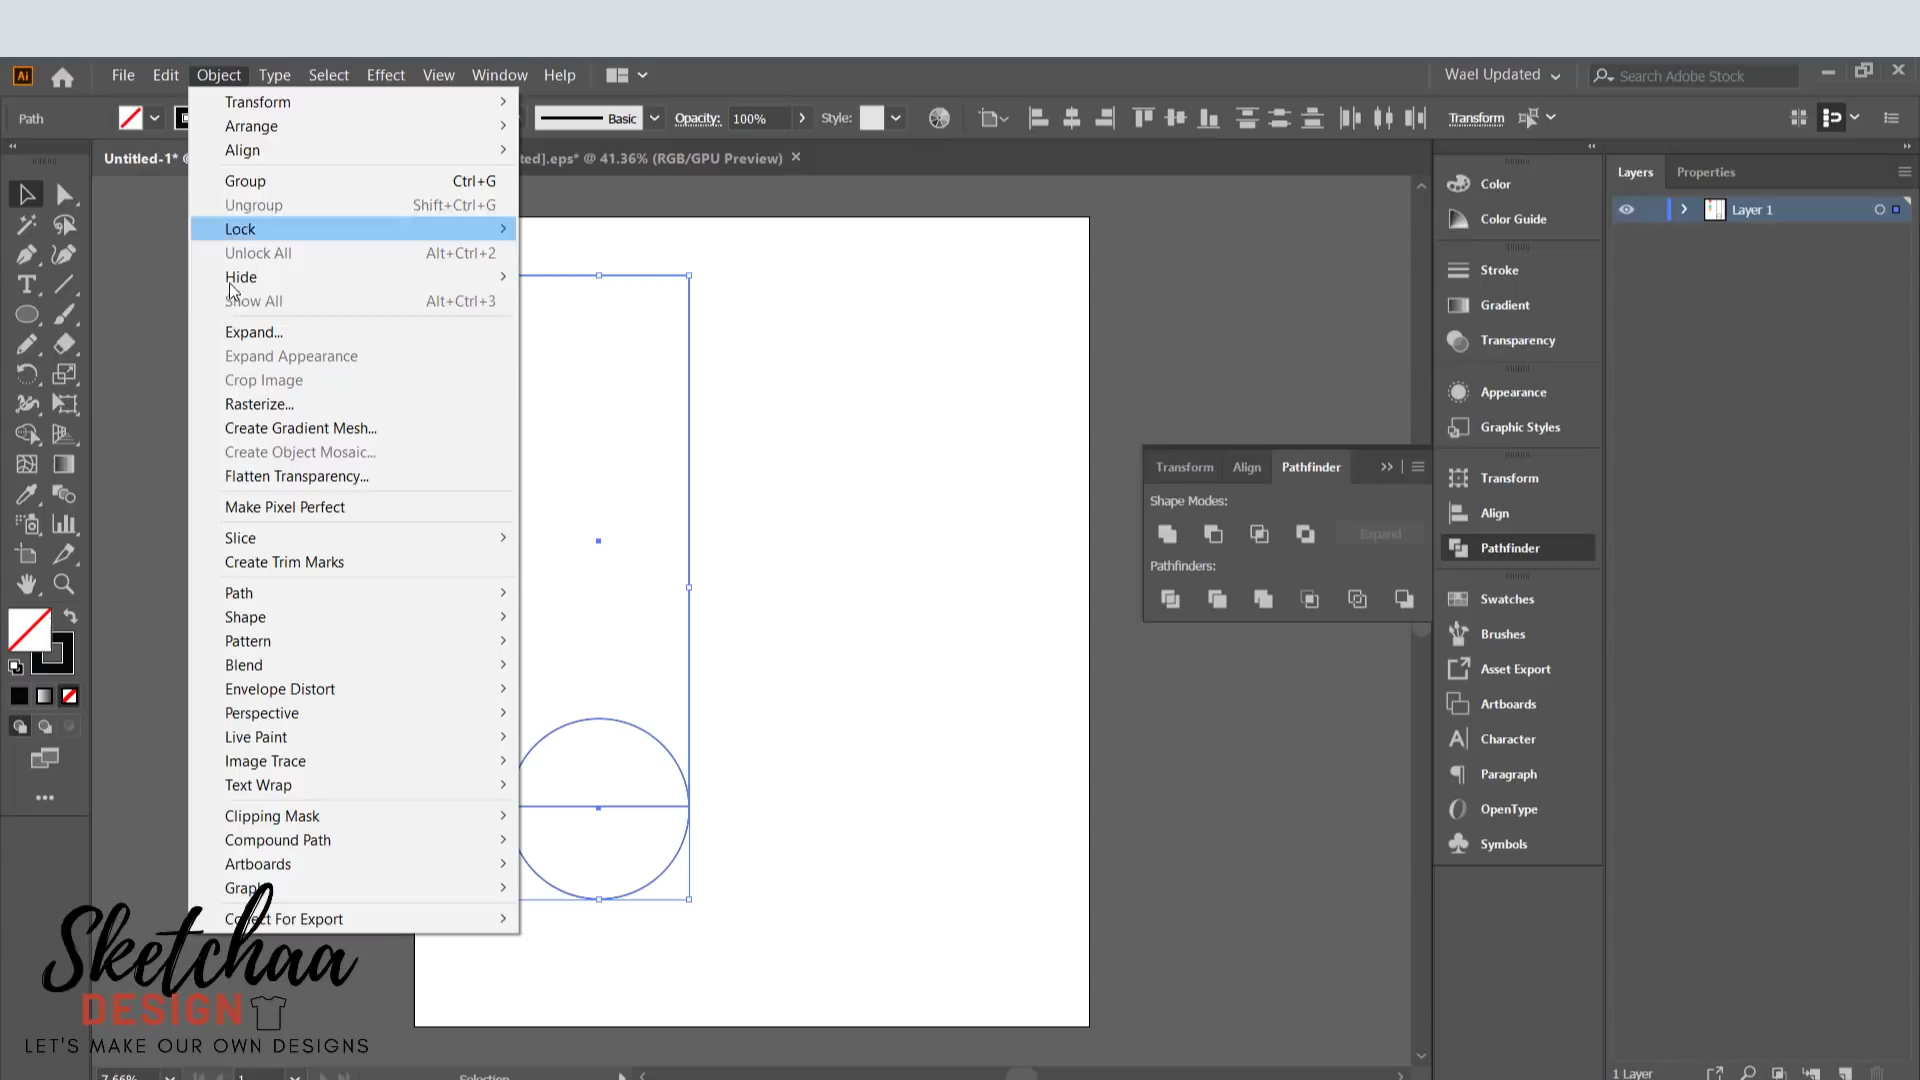 Ai File Edit Object Type Select Effect View Window Help Wael Updated Search Adobe Stock
Path Basic Opacity: 100% Style: Transform
Untitled-1* ted].eps* @ 41.36% (RGB/GPU Preview)
Transform
Arrange
Align
Group Ctrl+G
Ungroup Shift+Ctrl+G
Lock
Unlock All Alt+Ctrl+2
Hide
Show All Alt+Ctrl+3
Expand...
Expand Appearance
Crop Image
Rasterize...
Create Gradient Mesh...
Create Object Mosaic...
Flatten Transparency...
Make Pixel Perfect
Slice
Create Trim Marks
Path
Shape
Pattern
Blend
Envelope Distort
Perspective
Live Paint
Image Trace
Text Wrap
Clipping Mask
Compound Path
Artboards
Graph
Collect For Export
Transform Align Pathfinder
Shape Modes:
Expand
Pathfinders:
Color
Color Guide
Stroke
Gradient
Transparency
Appearance
Graphic Styles
Transform
Align
Pathfinder
Swatches
Brushes
Asset Export
Artboards
Character
Paragraph
OpenType
Symbols
Layers Properties
Layer 1
1 Layer
7.66% 1 Selection
Sketchaa
DESIGN
LET'S MAKE OUR OWN DESIGNS